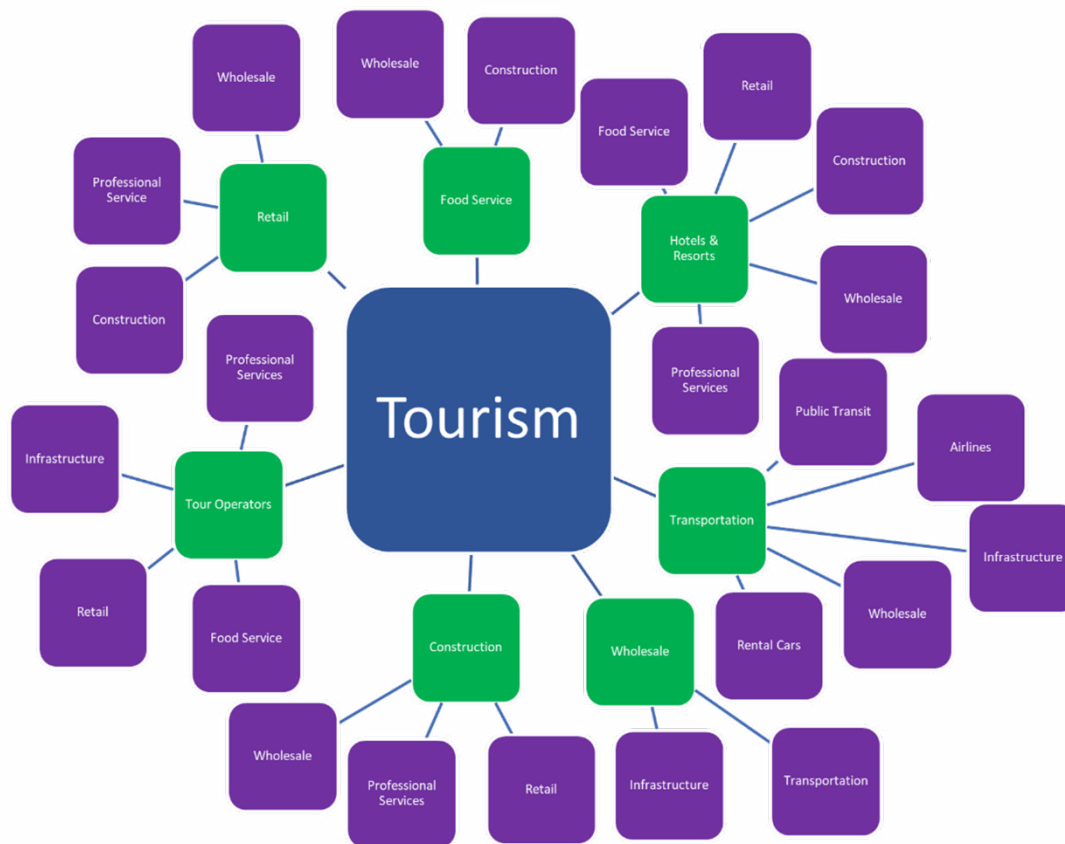 Wholesale
Wholesale
Construction
Retail
Food Service
Construction
Professional
Service
Food Service
Retail
Hotels &
Resorts
Wholesale
Construction
Professional
Services
Professional
Services
Public Transit
Tourism
Airlines
Infrastructure
Tour Operators
Transportation
Infrastructure
Retail
Food Service
Wholesale
Rental Cars
Construction
Wholesale
Wholesale
Professional
Services
Retail
Infrastructure
Transportation